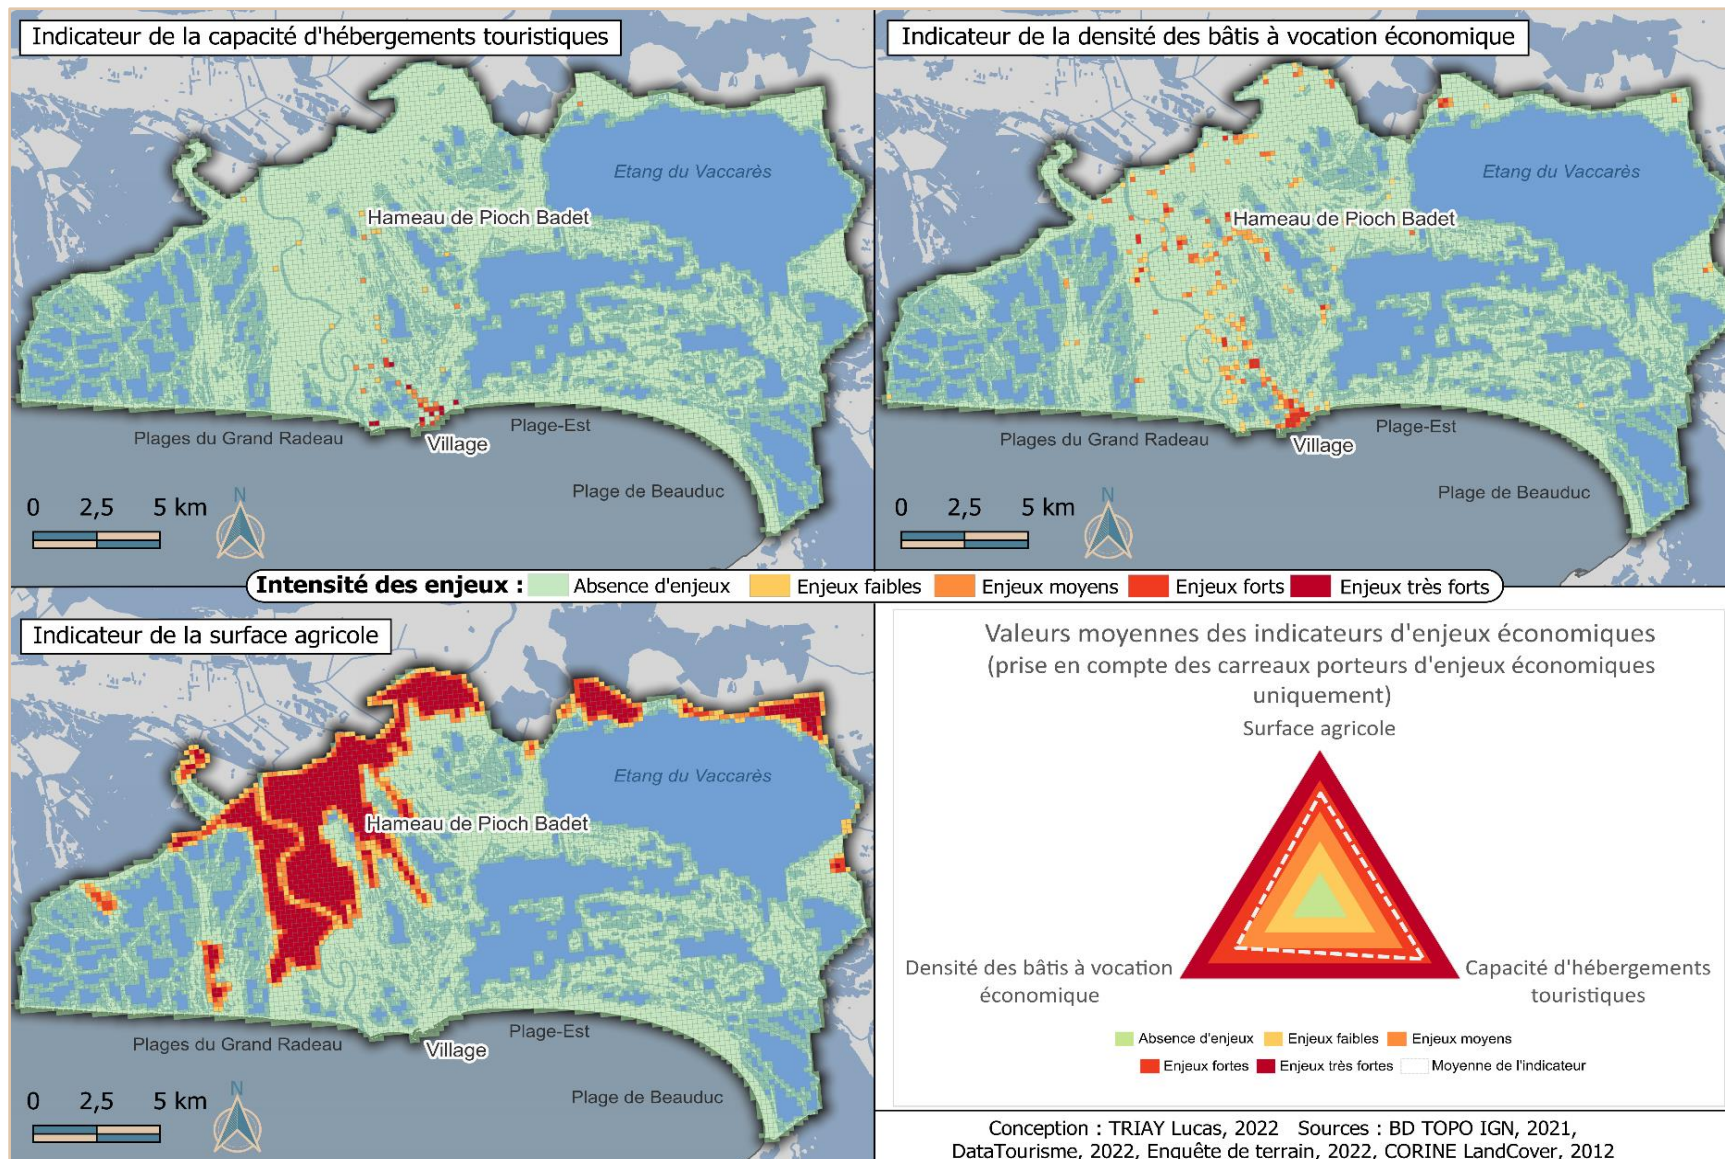 Indicateur de la capacité d'hébergements touristiques
Etang du Vaccarès
Hameau de Pioch Badet
Plages du Grand Radeau
Plage-Est
Village
Plage de Beauduc
0 2,5 5 km
N
Indicateur de la densité des bâtis à vocation économique
Etang du Vaccarès
Hameau de Pioch Badet
Plages du Grand Radeau
Plage-Est
Village
Plage de Beauduc
0 2,5 5 km
N
Intensité des enjeux : Absence d'enjeux Enjeux faibles Enjeux moyens Enjeux forts Enjeux très forts
Indicateur de la surface agricole
Etang du Vaccarès
Hameau de Pioch Badet
Plages du Grand Radeau
Plage-Est
Village
Plage de Beauduc
0 2,5 5 km
N
Valeurs moyennes des indicateurs d'enjeux économiques
(prise en compte des carreaux porteurs d'enjeux économiques
uniquement)
Surface agricole
Densité des bâtis à vocation
économique
Capacité d'hébergements
touristiques
Absence d'enjeux Enjeux faibles Enjeux moyens
Enjeux fortes Enjeux très fortes Moyenne de l'indicateur
Conception : TRIAY Lucas, 2022 Sources : BD TOPO IGN, 2021,
DataTourisme, 2022, Enquête de terrain, 2022, CORINE LandCover, 2012